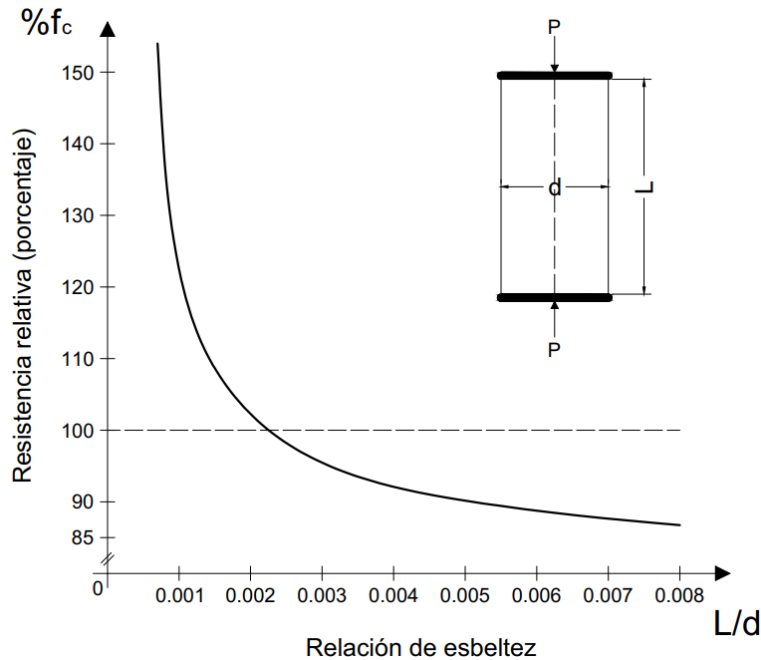 %fc
Resistencia relativa (porcentaje)
150
140
130
120
110
100
90
85
0
0.001 0.002 0.003 0.004 0.005 0.006 0.007 0.008
L/d
Relación de esbeltez
P
d
L
P